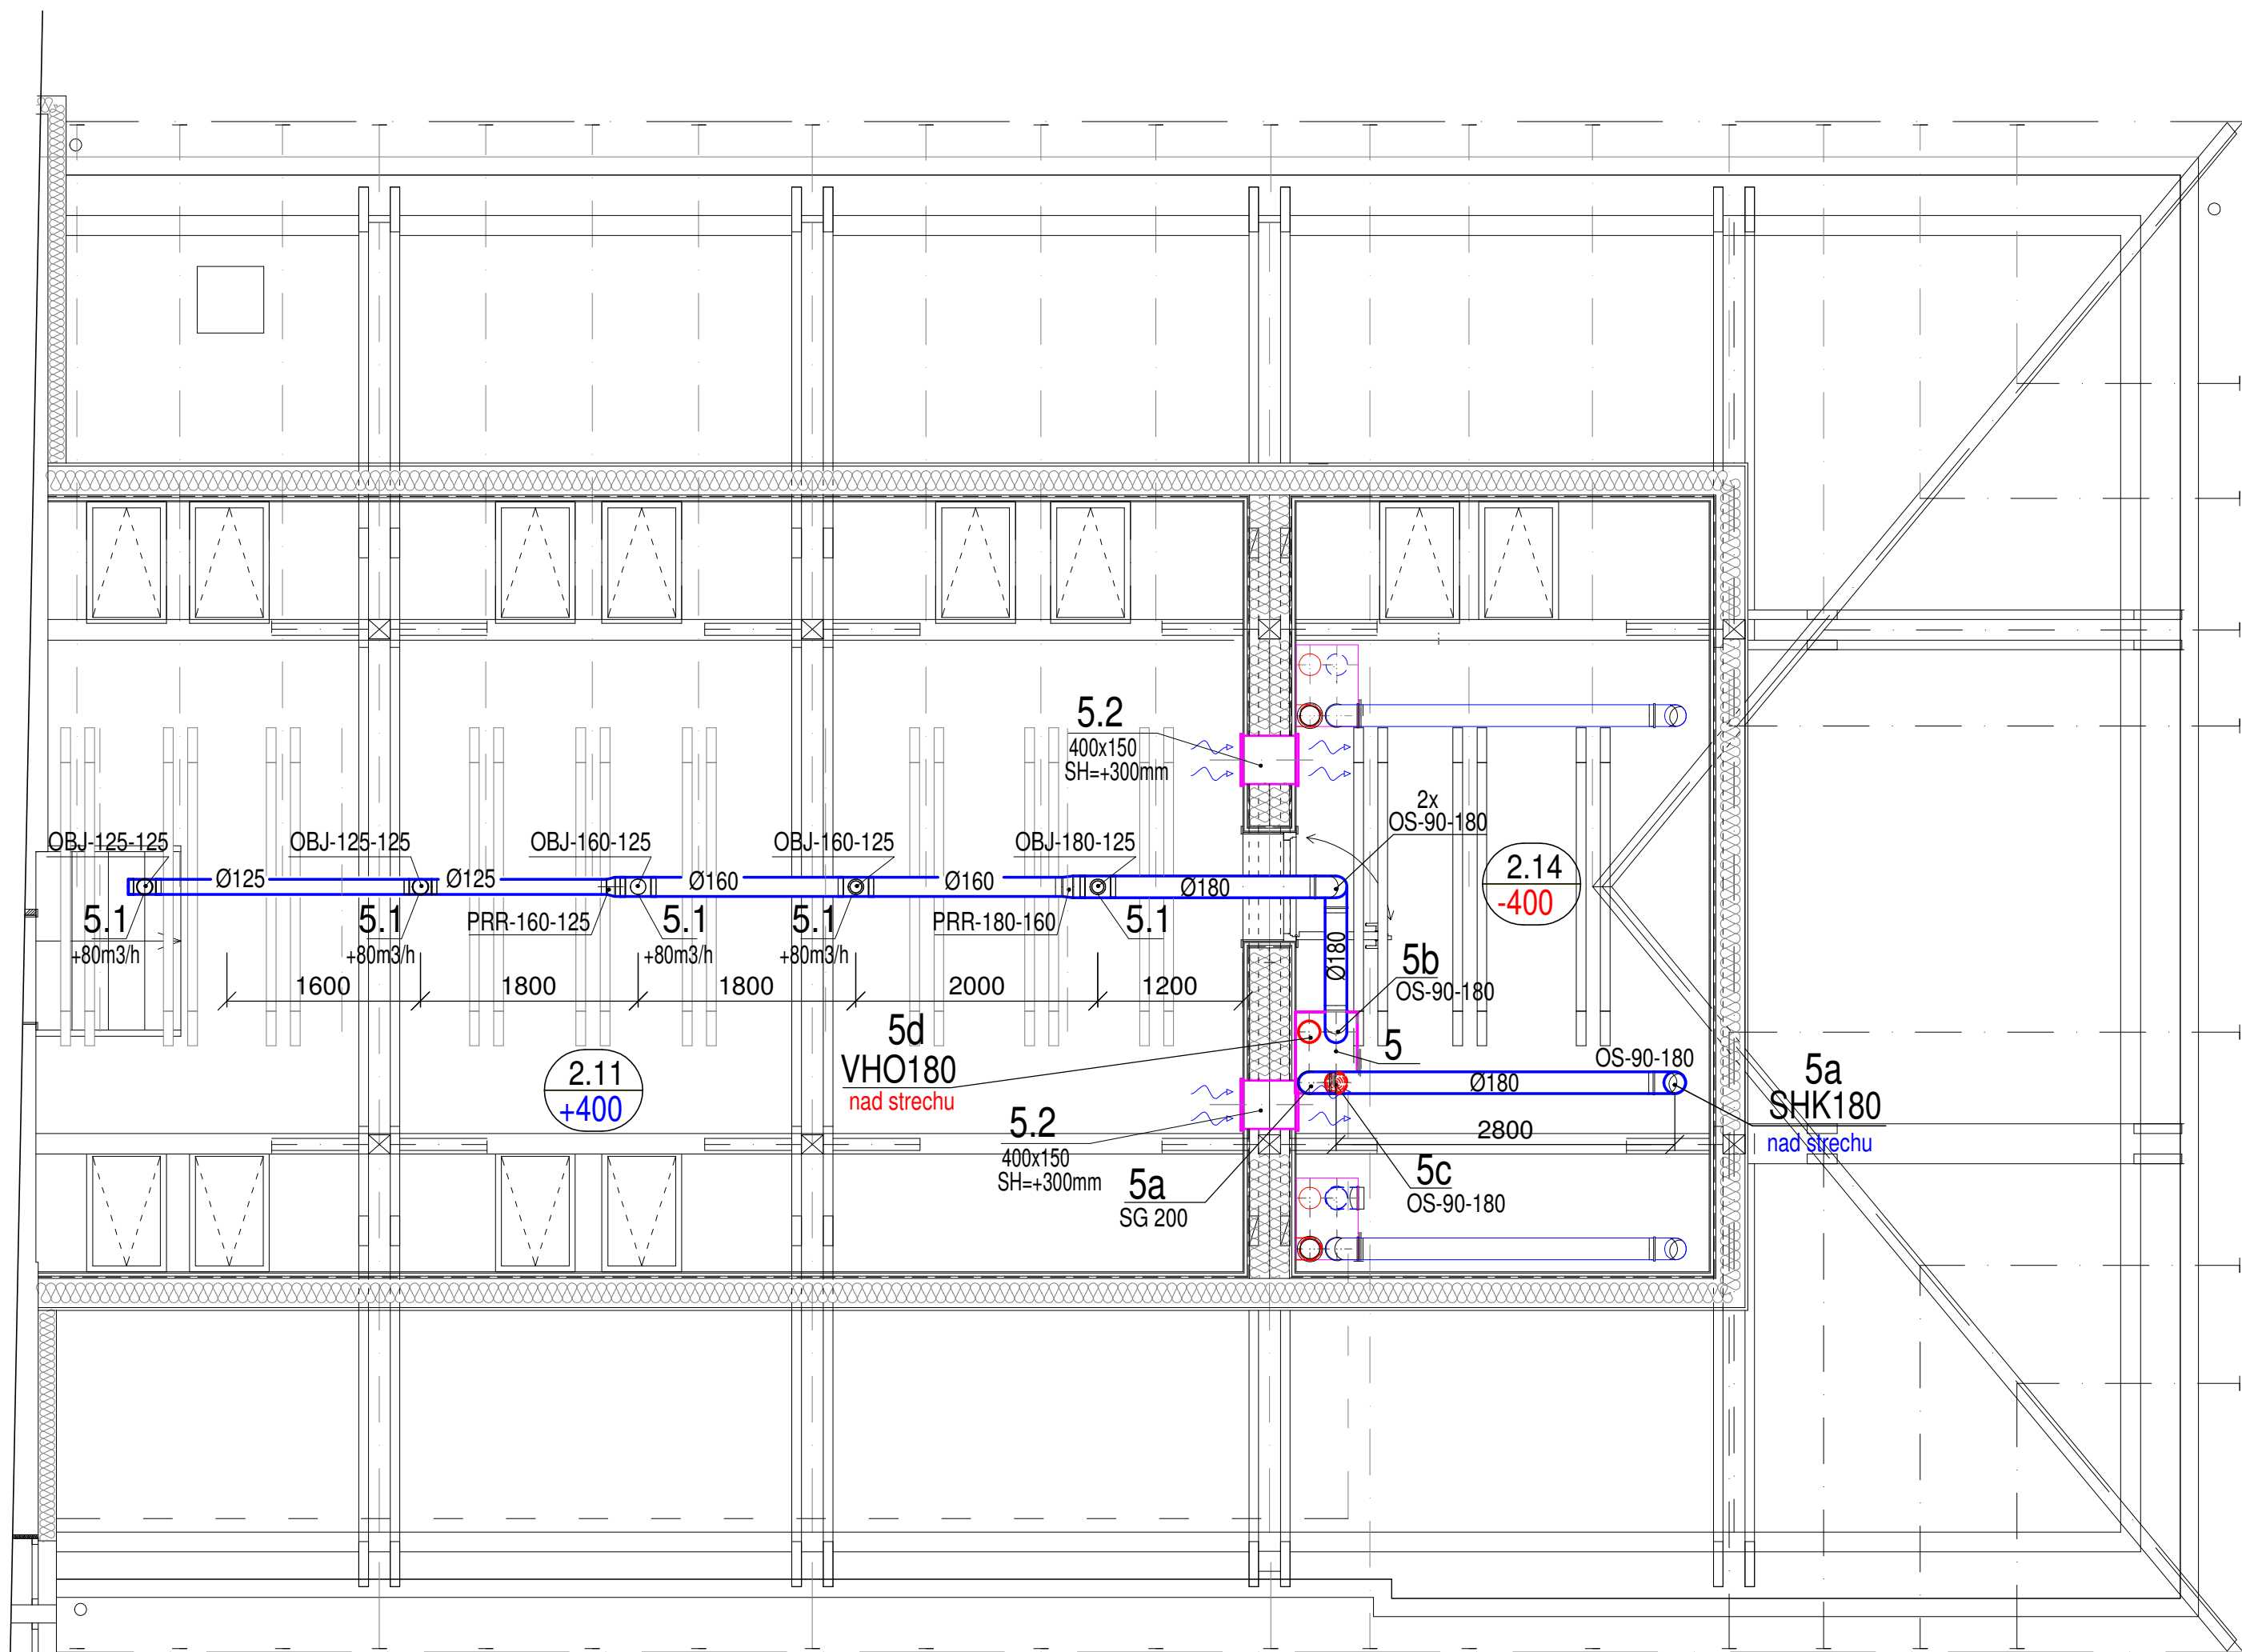 5.2
400x150
SH=+300mm
2x
OS-90-180
OBJ-125-125
OBJ-125-125
OBJ-160-125
OBJ-160-125
OBJ-180-125
2.14
-400
Ø125
Ø125
Ø160
Ø160
Ø180
5.1
+80m3/h
5.1
+80m3/h
PRR-160-125
5.1
+80m3/h
5.1
+80m3/h
PRR-180-160
5.1
Ø180
5b
OS-90-180
1600
1800
1800
2000
1200
5d
VHO180
nad strechu
5
OS-90-180
5a
SHK180
nad strechu
2.11
+400
Ø180
2800
5.2
400x150
SH=+300mm
5a
SG 200
5c
OS-90-180